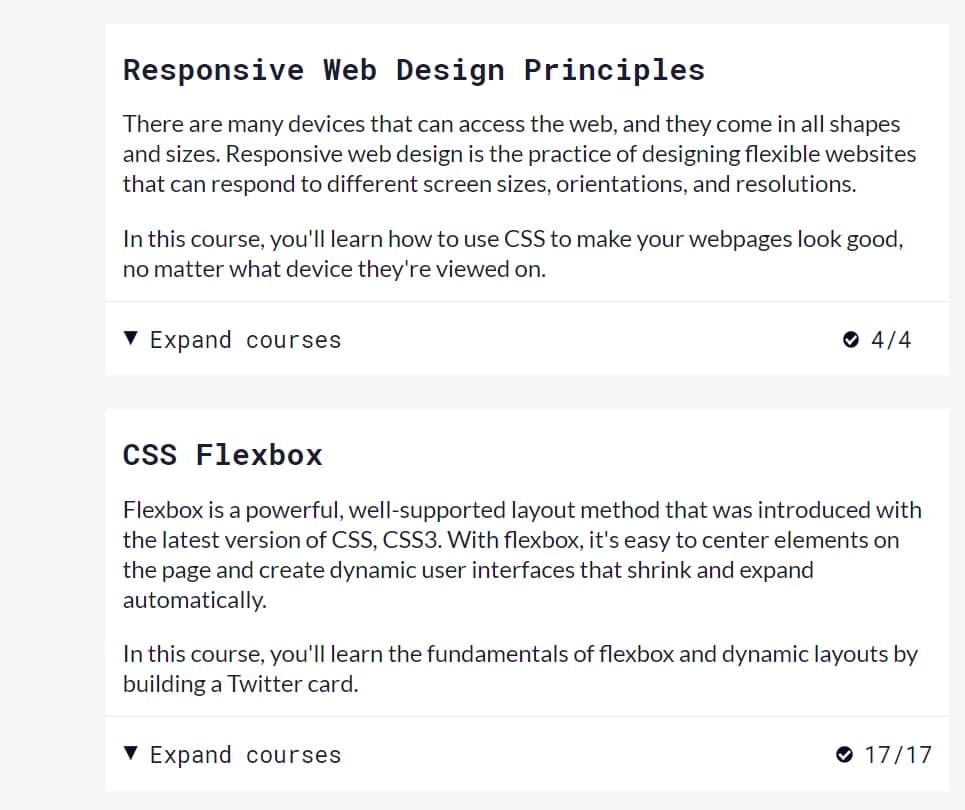 Responsive Web Design Principles
There are many devices that can access the web, and they come in all shapes
and sizes. Responsive web design is the practice of designing flexible websites
that can respond to different screen sizes, orientations, and resolutions.
In this course, you'll learn how to use CSS to make your webpages look good,
no matter what device they're viewed on.
Expand courses 4/4
CSS Flexbox
Flexbox is a powerful, well-supported layout method that was introduced with
the latest version of CSS, CSS3. With flexbox, it's easy to center elements on
the page and create dynamic user interfaces that shrink and expand
automatically.
In this course, you'll learn the fundamentals of flexbox and dynamic layouts by
building a Twitter card.
Expand courses 17/17